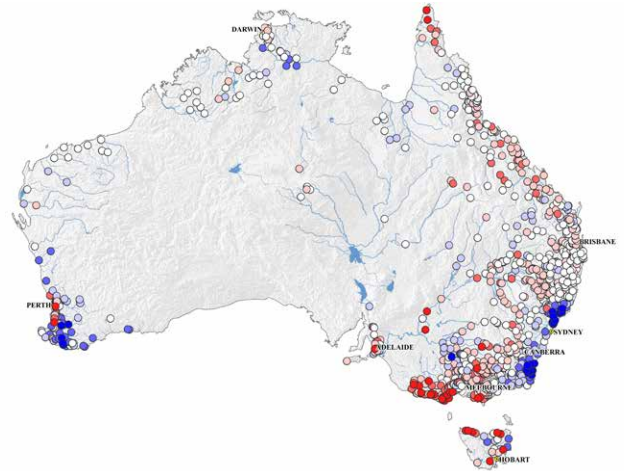 DARWIN
BRISBANE
PERTH
SYDNEY
ADELAIDE
CANBERRA
MELBOURNE
HOBART